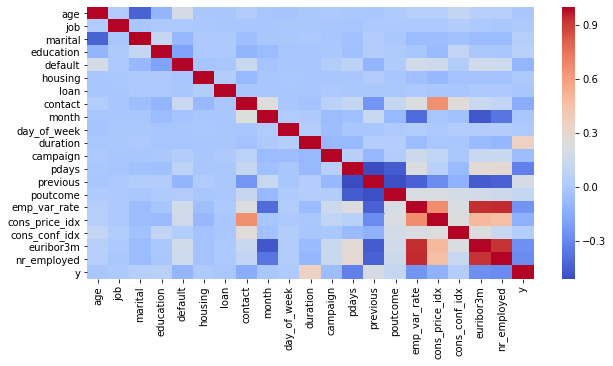 age
job
marital
education
default
housing
loan
contact
month
day_of_week
duration
campaign
pdays
previous
poutcome
emp_var_rate
cons_price_idx
cons_conf_idx
euribor3m
nr_employed
y
age
job
marital
education
default
housing
loan
contact
month
day_of_week
duration
campaign
pdays
previous
poutcome
emp_var_rate
cons_price_idx
cons_conf_idx
euribor3m
nr_employed
y
0.9
0.6
0.3
0.0
−0.3